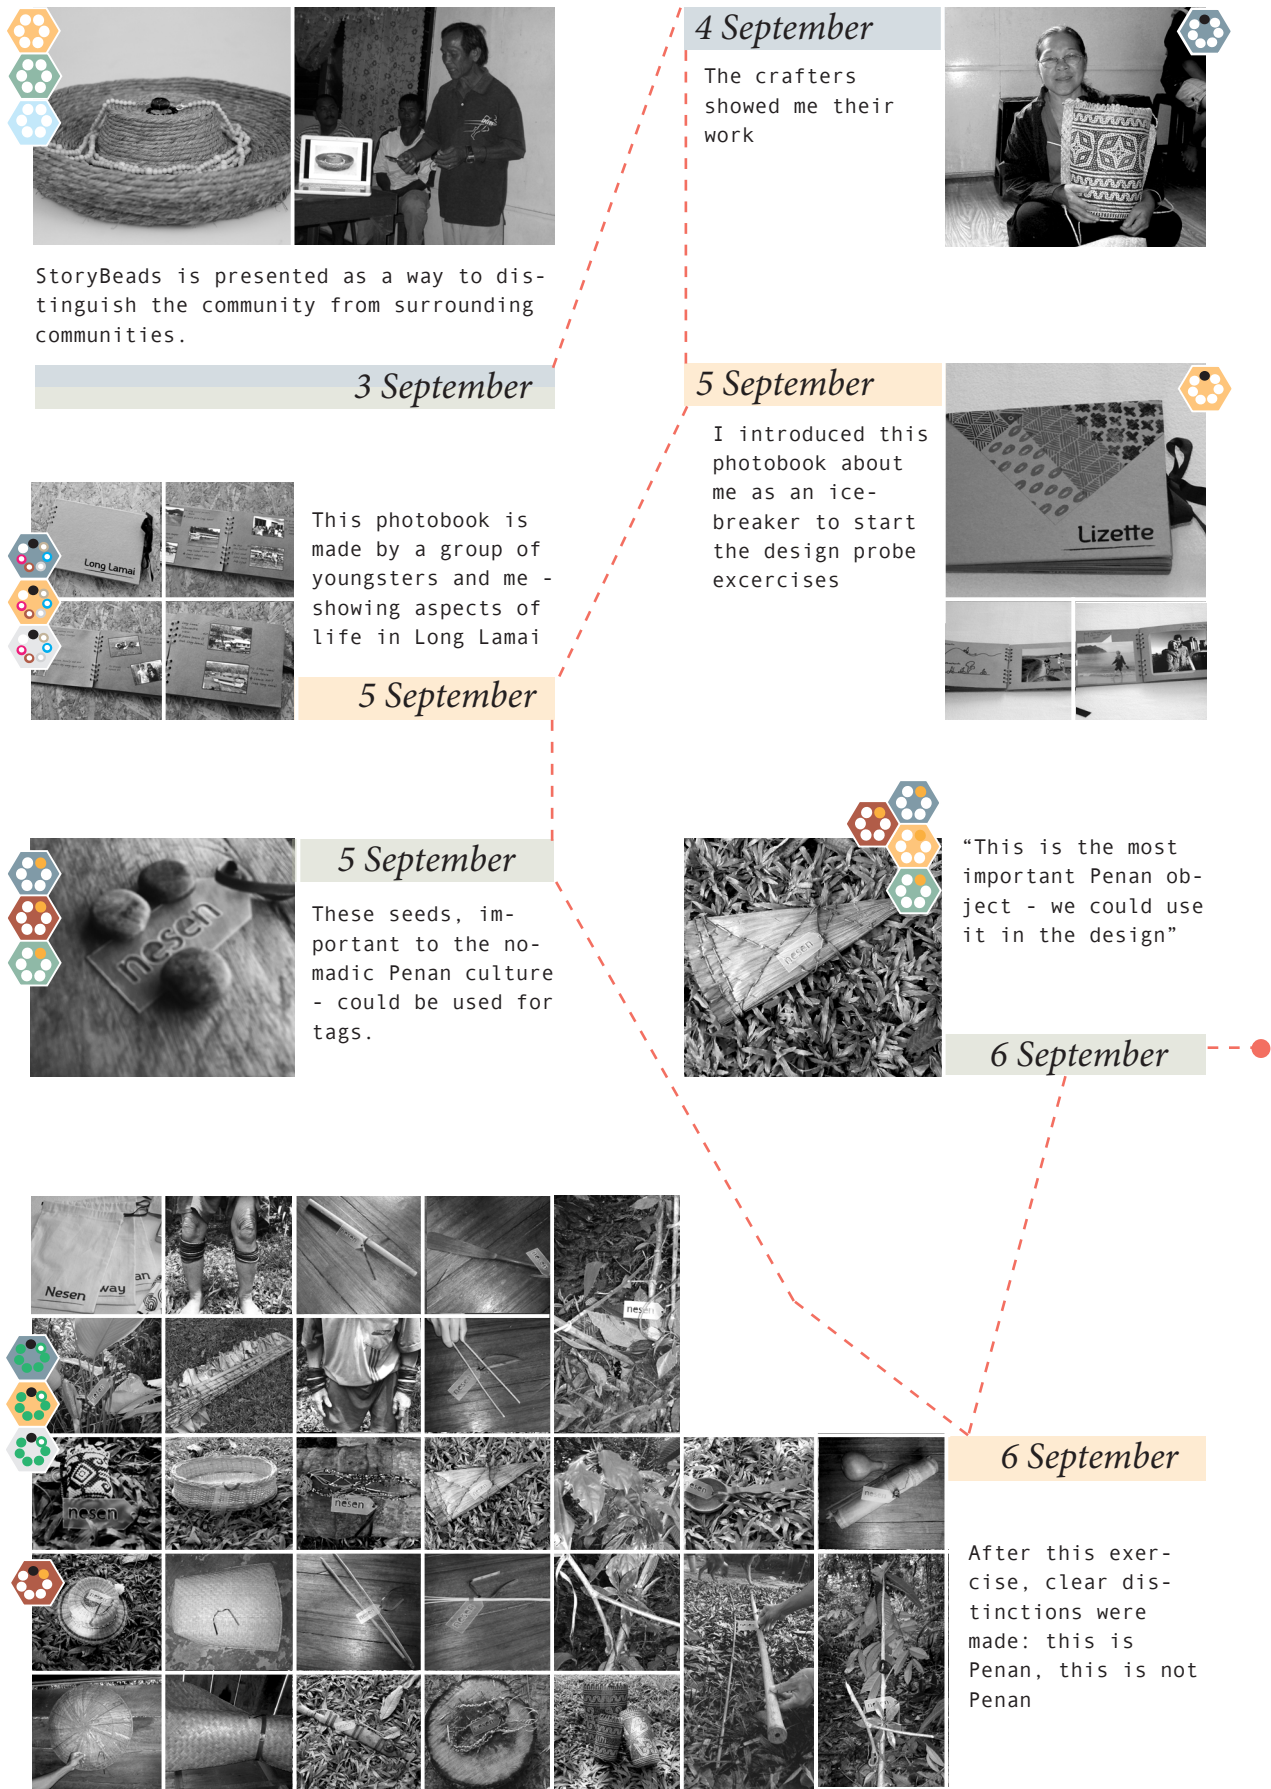 StoryBeads is presented as a way to dis-
tinguish the community from surrounding
communities.
3 September
4 September
The crafters
showed me their
work
5 September
I introduced this
photobook about
me as an ice-
breaker to start
the design probe
excercises
Lizette
Long Lamai
This photobook is
made by a group of
youngsters and me -
showing aspects of
life in Long Lamai
5 September
nesen
5 September
These seeds, im-
portant to the no-
madic Penan culture
- could be used for
tags.
nesen
“This is the most
important Penan ob-
ject - we could use
it in the design”
6 September
Nesen
way
an
nesen
nesen
nesen
nesen
6 September
After this exer-
cise, clear dis-
tinctions were
made: this is
Penan, this is not
Penan